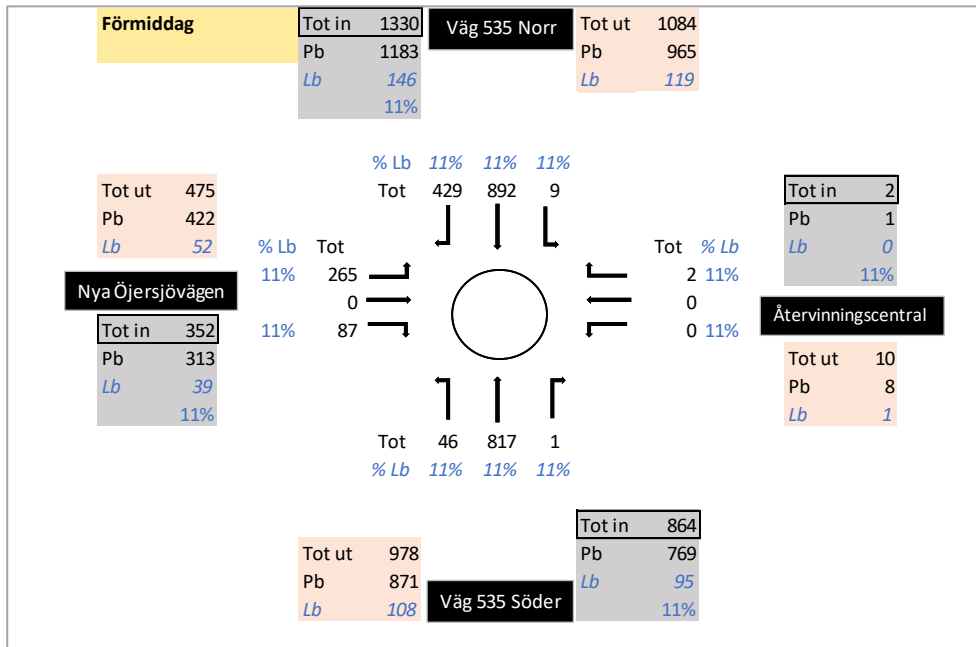 Förmiddag
Tot in 1330
Pb 1183
Lb 146
11%
Väg 535 Norr
Tot ut 1084
Pb 965
Lb 119
% Lb 11% 11% 11%
Tot 429 892 9
Tot ut 475
Pb 422
Lb 52
Nya Öjersjövägen
Tot in 352
Pb 313
Lb 39
11%
% Lb Tot
11% 265
0
11% 87
Tot % Lb
2 11%
0
0 11%
Tot in 2
Pb 1
Lb 0
11%
Återvinningscentral
Tot ut 10
Pb 8
Lb 1
Tot 46 817 1
% Lb 11% 11% 11%
Tot ut 978
Pb 871
Lb 108
Väg 535 Söder
Tot in 864
Pb 769
Lb 95
11%